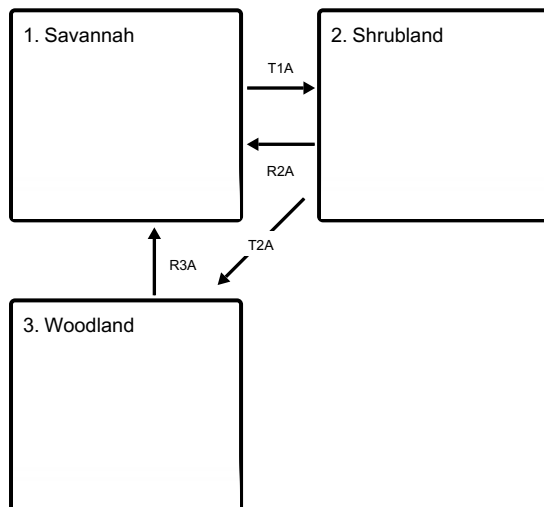 1. Savannah
2. Shrubland
T1A
R2A
T2A
R3A
3. Woodland